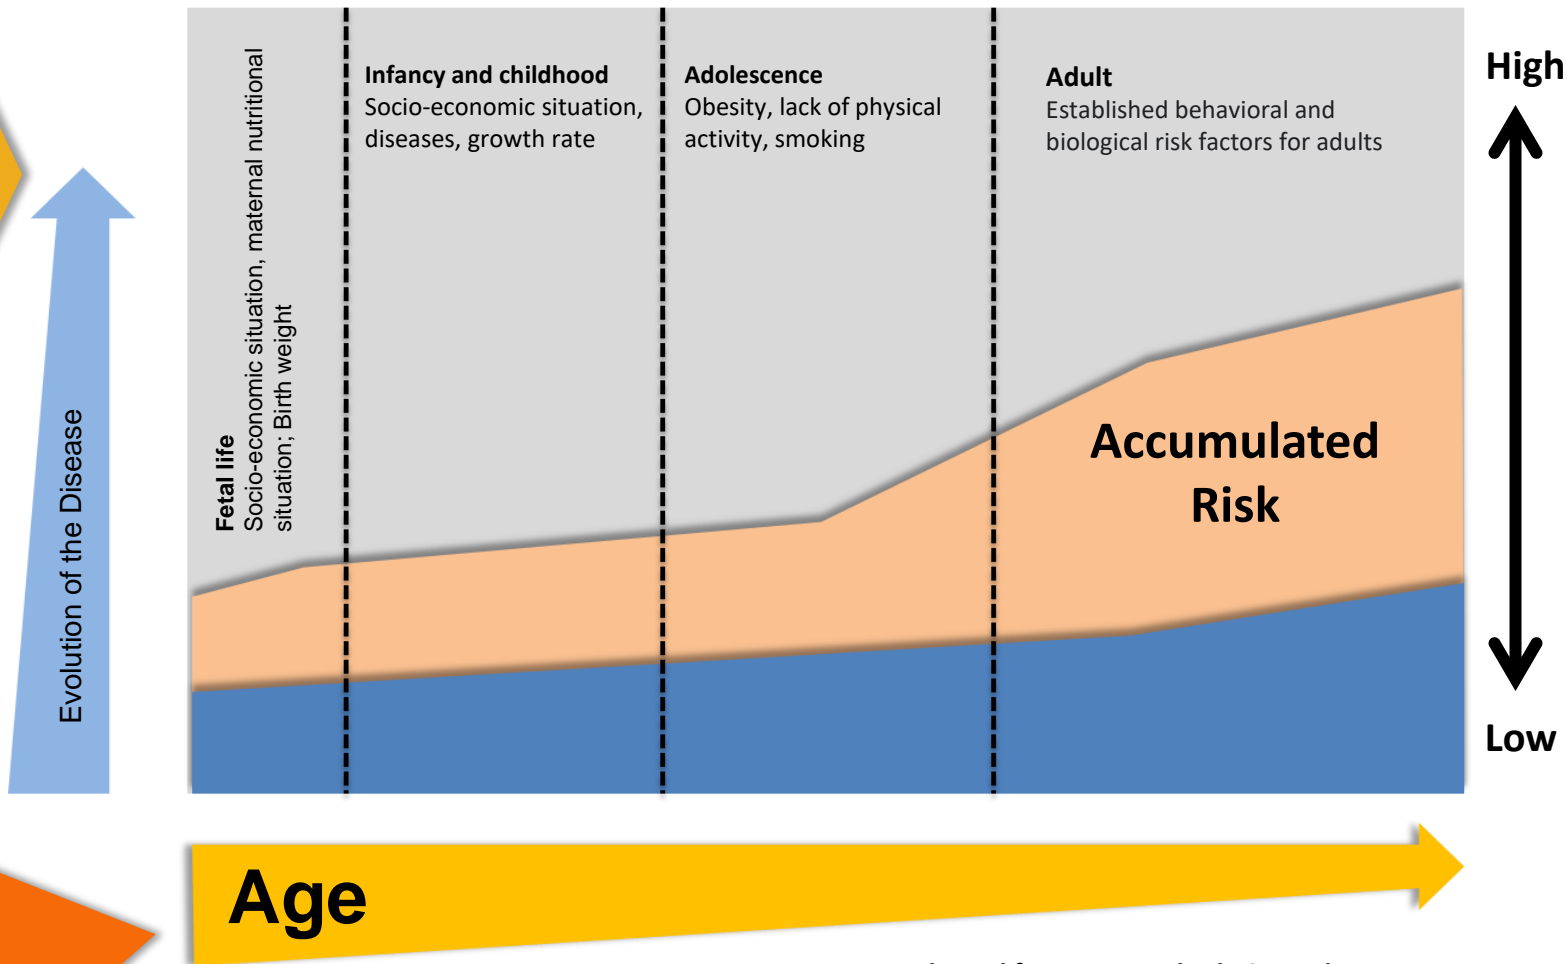 Fetal life
Socio-economic situation, maternal nutritional
situation; Birth weight
Infancy and childhood
Socio-economic situation,
diseases, growth rate
Adolescence
Obesity, lack of physical
activity, smoking
Adult
Established behavioral and
biological risk factors for adults
High
Low
Evolution of the Disease
Accumulated
Risk
Age